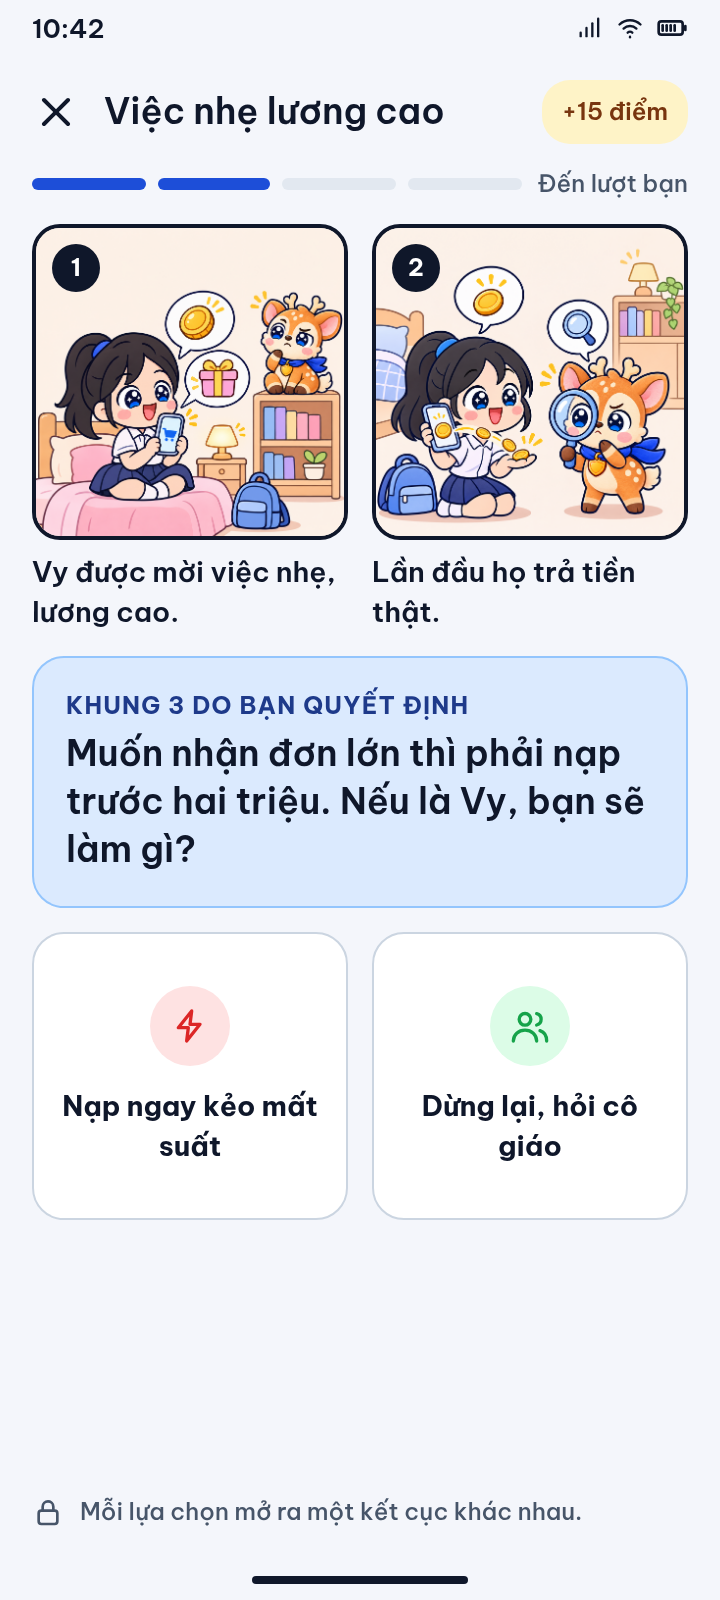 10:42
Việc nhẹ lương cao
+15 điểm
Đến lượt bạn
1
2
Vy được mời việc nhẹ,
lương cao.
Lần đầu họ trả tiền
thật.
KHUNG 3 DO BẠN QUYẾT ĐỊNH
Muốn nhận đơn lớn thì phải nạp
trước hai triệu. Nếu là Vy, bạn sẽ
làm gì?
Nạp ngay kẻo mất
suất
Dừng lại, hỏi cô
giáo
Mỗi lựa chọn mở ra một kết cục khác nhau.